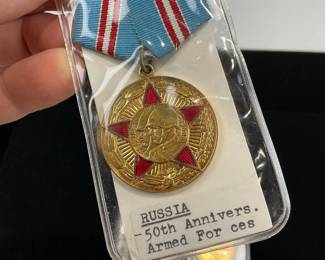 RUSSIA
-50th Annivers.
Armed For ces